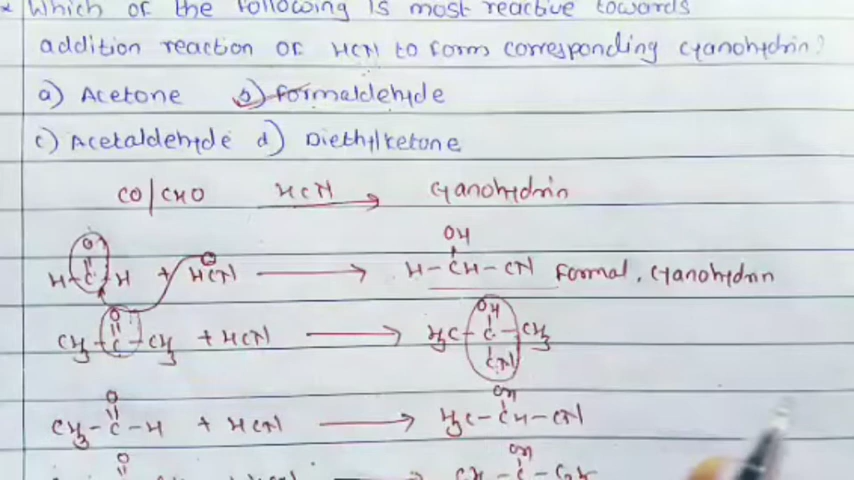 Which of the following is most reactive towards
addition reaction of HCN to form corresponding cyanohydrin?
a) Acetone b) formaldehyde
c) Acetaldehyde d) Diethylketone
CO/CHO HCN → cyanohydrin
OH
O
H-C-H + HCN → H-CH-CN Formal. cyanohydrin
O OH
CH3-C-CH3 + HCN → H3C-C-CH3
CN
O OH
CH3-C-H + HCN → H3C-CH-CN
O OH